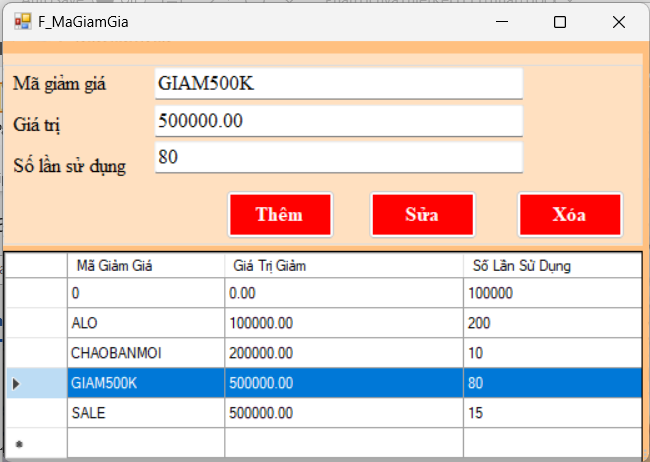 F_MaGiamGia
Mã giảm giá GIAM500K
Giá trị 500000.00
Số lần sử dụng 80
Thêm Sửa Xóa
Mã Giảm Giá Giá Trị Giảm Số Lần Sử Dụng
0 0.00 100000
ALO 100000.00 200
CHAOBANMOI 200000.00 10
GIAM500K 500000.00 80
SALE 500000.00 15